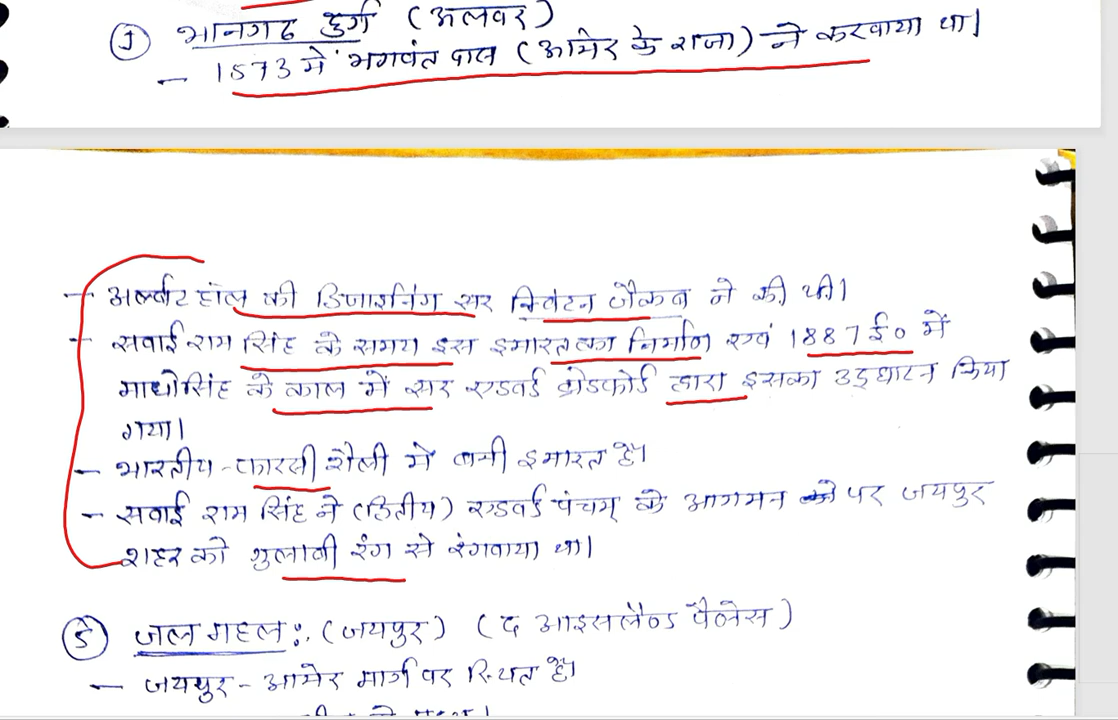 ① भानगढ दुर्ग (अलवर)
- 1573 में भगवंत दास (आमेर के राजा) ने करवाया था।
- अल्बर्ट हॉल की डिजाइनिंग सर स्विंटन जैकब ने की थी।
- सवाई राम सिंह के समय इस इमारत का निर्माण एवं 1887 ई० में
माधोसिंह के काल में सर एडवर्ड ब्रेडफोर्ड द्वारा इसका उद्घाटन किया
गया।
- भारतीय - फारसी शैली में बनी इमारत है।
- सवाई राम सिंह ने (द्वितीय) एडवर्ड पंचम् के आगमन पर जयपुर
शहर को गुलाबी रंग से रंगवाया था।
⑤ जल महल :. (जयपुर) (द आइसलैण्ड पैलेस)
- जयपुर - आमेर मार्ग पर स्थित है।